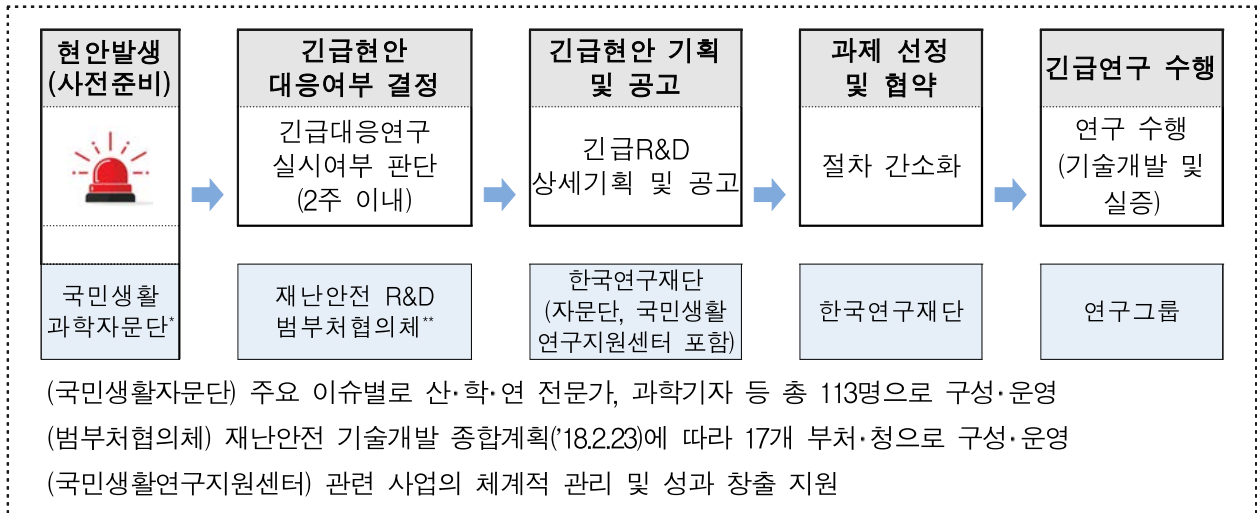 현안발생
(사전준비)
긴급현안
대응여부 결정
긴급대응연구
실시여부 판단
(2주 이내)
긴급현안 기획
및 공고
긴급R&D
상세기획 및 공고
과제 선정
및 협약
절차 간소화
긴급연구 수행
연구 수행
(기술개발 및
실증)
국민생활
과학자문단*
재난안전 R&D
범부처협의체**
한국연구재단
(자문단, 국민생활
연구지원센터 포함)
한국연구재단
연구그룹
(국민생활자문단) 주요 이슈별로 산·학·연 전문가, 과학기자 등 총 113명으로 구성·운영
(범부처협의체) 재난안전 기술개발 종합계획('18.2.23)에 따라 17개 부처·청으로 구성·운영
(국민생활연구지원센터) 관련 사업의 체계적 관리 및 성과 창출 지원